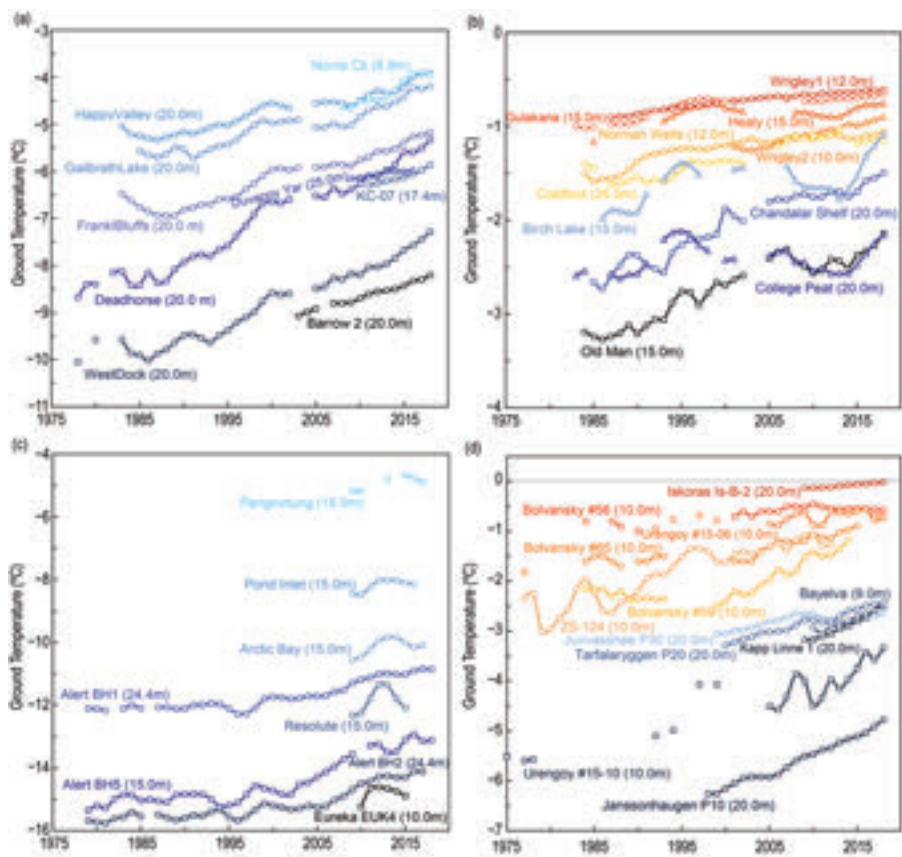 (a)
−3
−4
−5
−6
−7
−8
−9
−10
−11
Ground Temperature (°C)
HappyValley (20.0m)
GalbrathLake (20.0m)
FranklBluffs (20.0 m)
KC-07 (17.4m)
Deadhorse (20.0 m)
Barrow 2 (20.0m)
WestDock (20.0m)
1975 1985 1995 2005 2015
(b)
0
−1
−2
−3
−4
Ground Temperature (°C)
Wrigley1 (12.0m)
Gulakana (15.0m)
Healy (15.0m)
Norman Wells (12.0m)
Wrigley2 (10.0m)
Birch Lake (15.0m)
Chandalar Shelf (20.0m)
College Peat (20.0m)
Old Man (15.0m)
1975 1985 1995 2005 2015
(c)
−4
−6
−8
−10
−12
−14
−16
Ground Temperature (°C)
Pond Inlet (15.0m)
Arctic Bay (15.0m)
Alert BH1 (24.4m)
Resolute
(15.0m)
Alert BH2 (24.4m)
Alert BH5 (15.0m)
Eureka EUK4 (10.0m)
1975 1985 1995 2005 2015
(d)
0
−1
−2
−3
−4
−5
−6
−7
Ground Temperature (°C)
Iskoras Is-B-2 (20.0m)
Bolvansky #56 (10.0m)
Urengoy #15-06 (10.0m)
Bolvansky #65 (10.0m)
Bolvansky #59 (10.0m)
Bayelva (9.0m)
ZS-124 (10.0m)
Tarfalaryggen P20 (20.0m)
Kapp Linne 1 (20.0m)
Urengoy #15-10 (10.0m)
Janssonhaugen P10 (20.0m)
1975 1985 1995 2005 2015